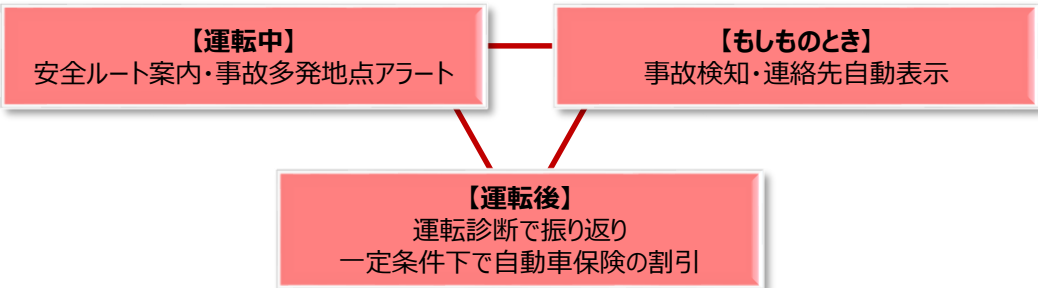 【運転中】
安全ルート案内・事故多発地点アラート
【もしものとき】
事故検知・連絡先自動表示
【運転後】
運転診断で振り返り
一定条件下で自動車保険の割引